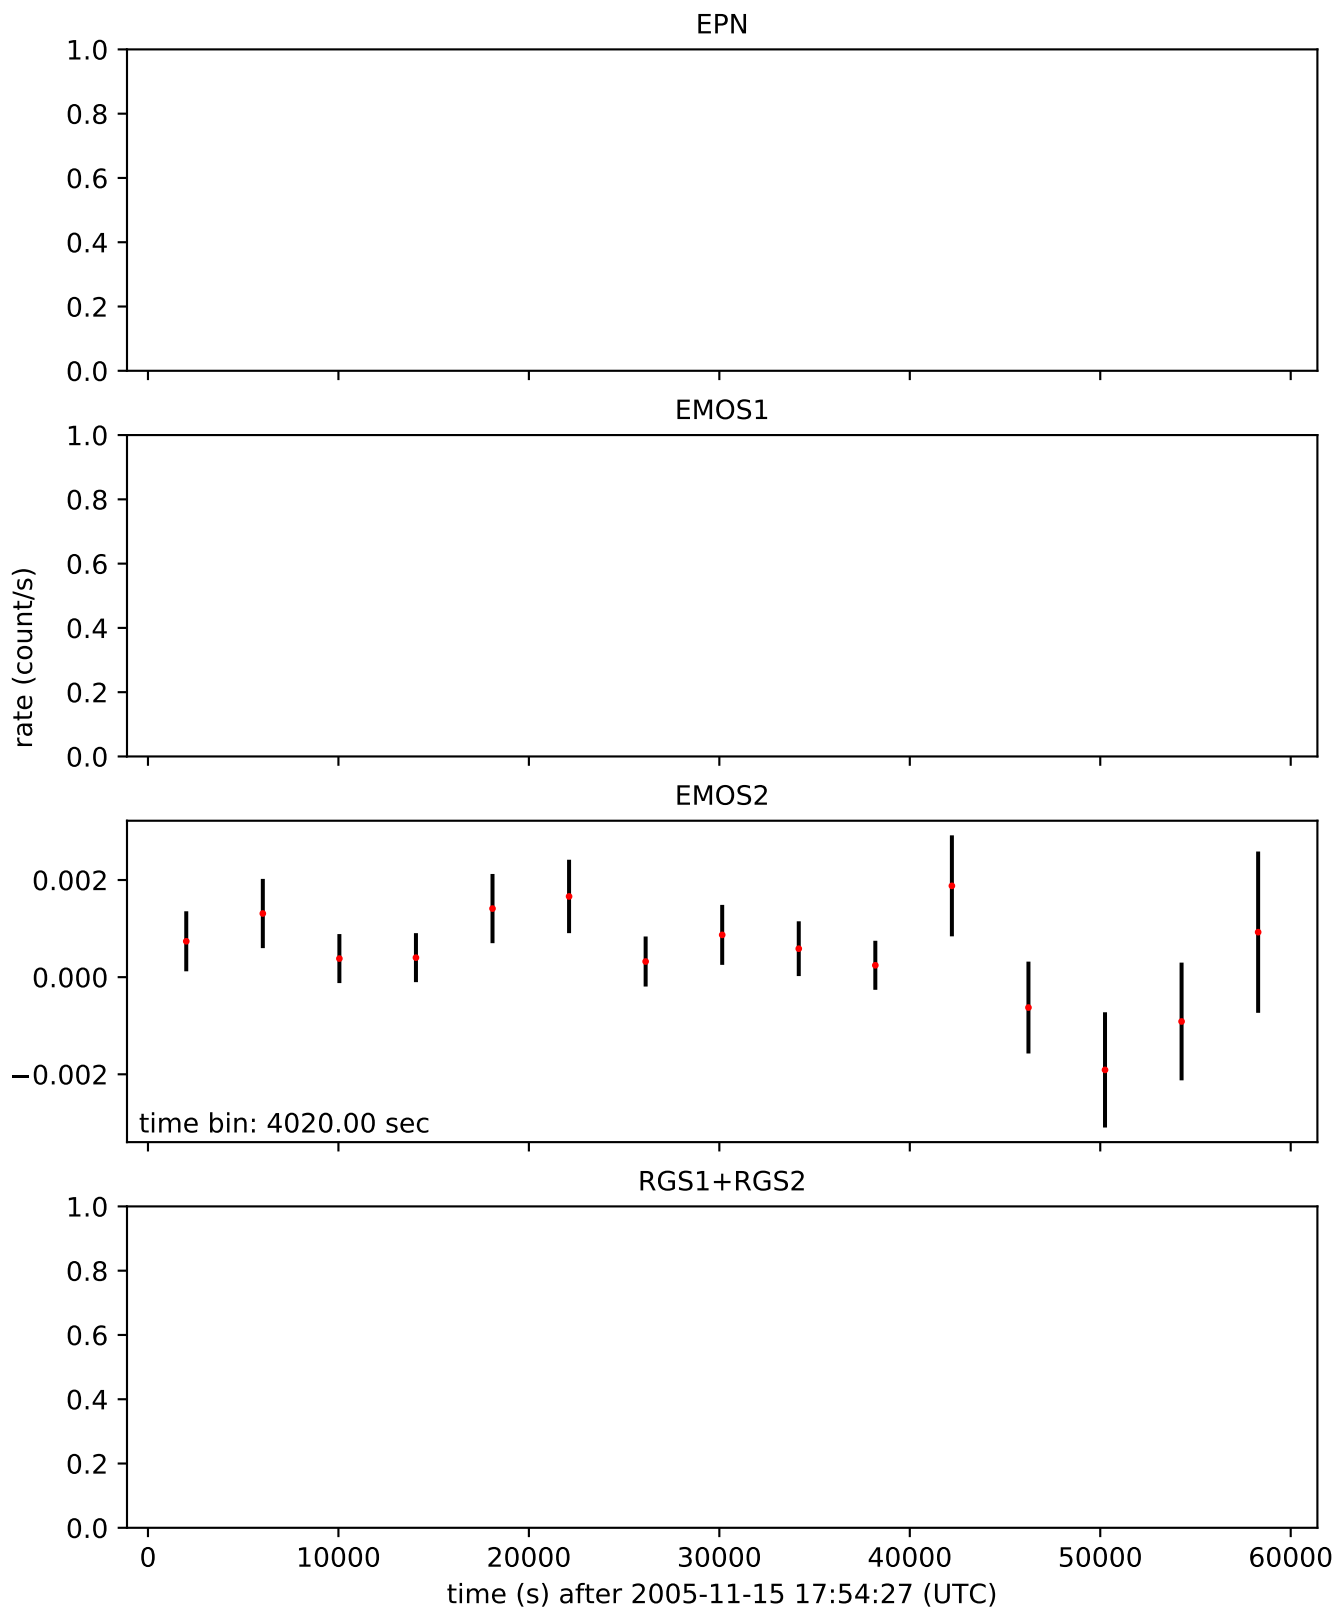 EPN
1.0
0.8
0.6
0.4
0.2
0.0
EMOS1
1.0
0.8
0.6
0.4
0.2
0.0
rate (count/s)
EMOS2
0.002
0.000
−0.002
time bin: 4020.00 sec
RGS1+RGS2
1.0
0.8
0.6
0.4
0.2
0.0
0 10000 20000 30000 40000 50000 60000
time (s) after 2005-11-15 17:54:27 (UTC)